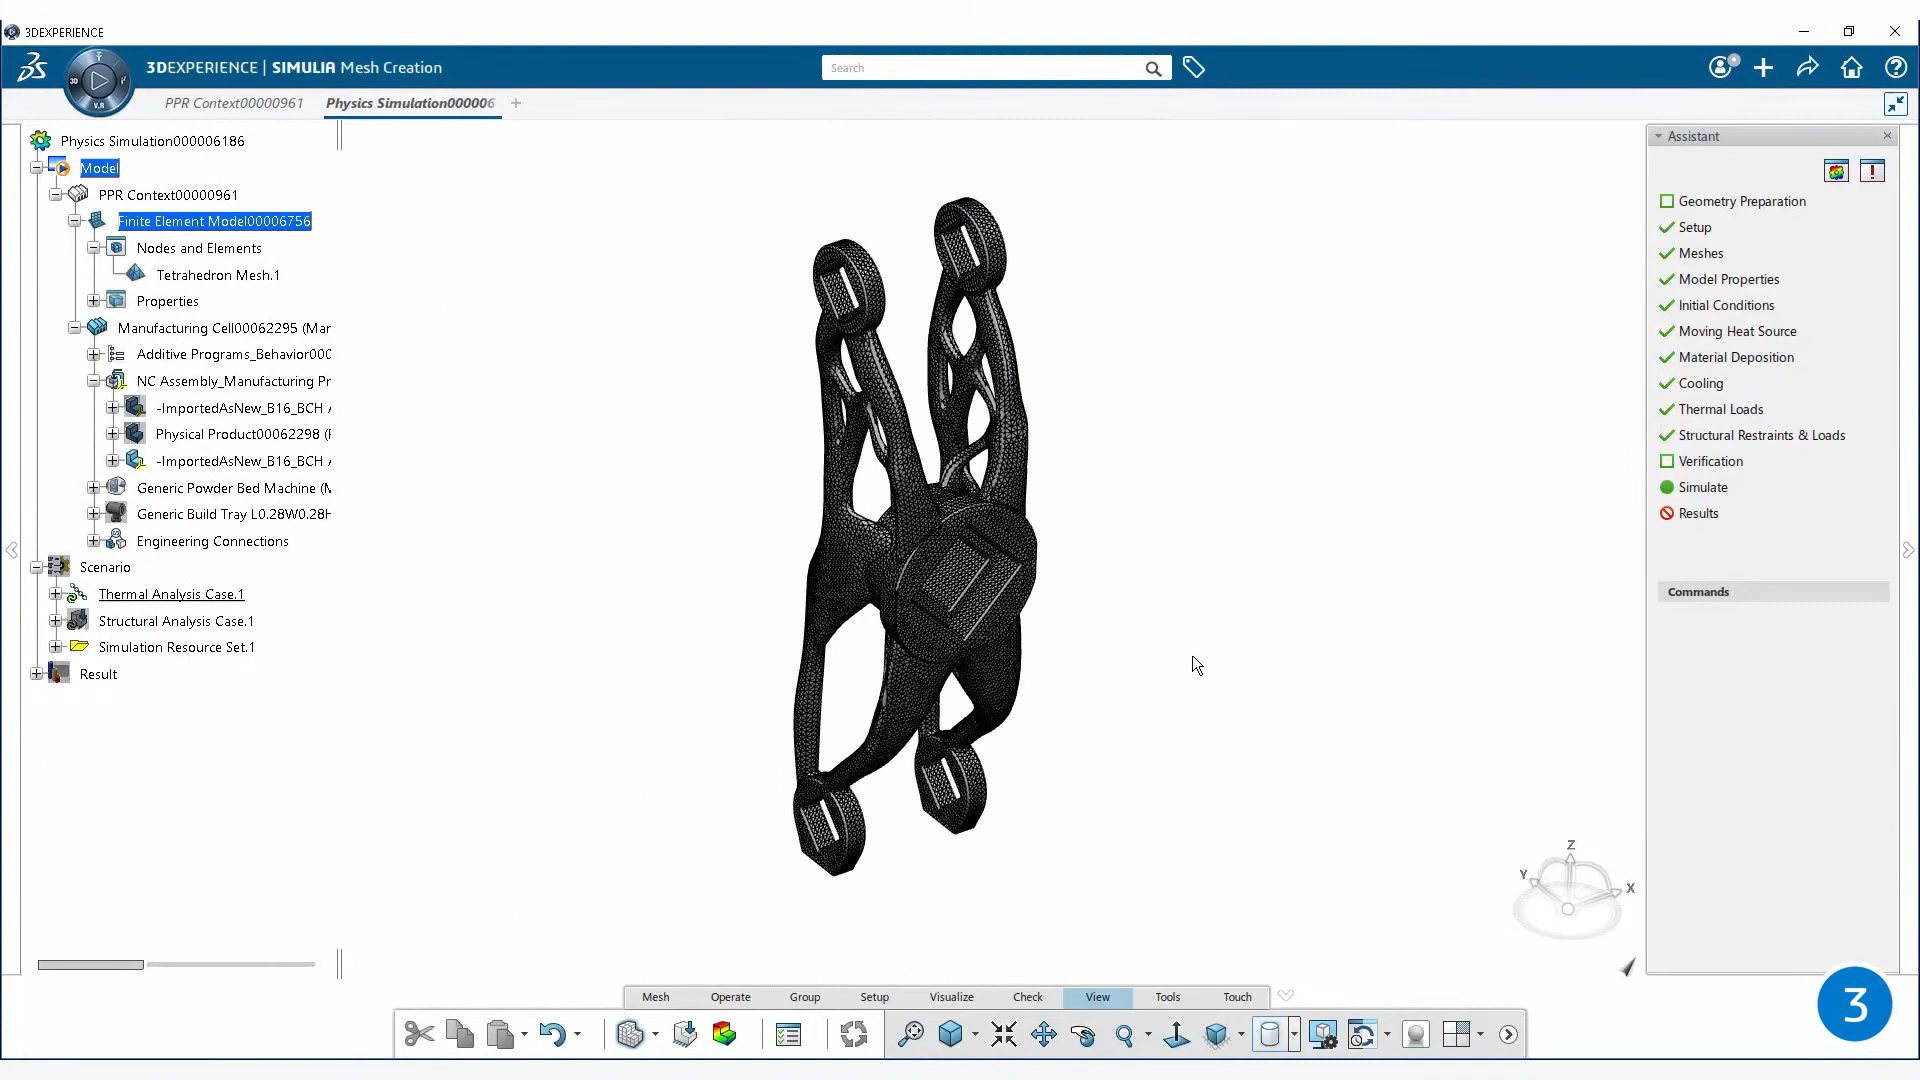 3DEXPERIENCE
3DEXPERIENCE | SIMULIA Mesh Creation
Search
3D
V.R
PPR Context00000961
Physics Simulation000006
+
Physics Simulation000006186
Model
PPR Context00000961
Finite Element Model00006756
Nodes and Elements
Tetrahedron Mesh.1
Properties
Manufacturing Cell00062295 (Mar
Additive Programs_Behavior000
NC Assembly_Manufacturing Pr
-ImportedAsNew_B16_BCH
Physical Product00062298
-ImportedAsNew_B16_BCH
Generic Powder Bed Machine
Generic Build Tray L0.28W0.28H
Engineering Connections
Scenario
Thermal Analysis Case.1
Structural Analysis Case.1
Simulation Resource Set.1
Result
Z
Y
X
Assistant
Geometry Preparation
Setup
Meshes
Model Properties
Initial Conditions
Moving Heat Source
Material Deposition
Cooling
Thermal Loads
Structural Restraints & Loads
Verification
Simulate
Results
Commands
Mesh Operate Group Setup Visualize Check View Tools Touch
3